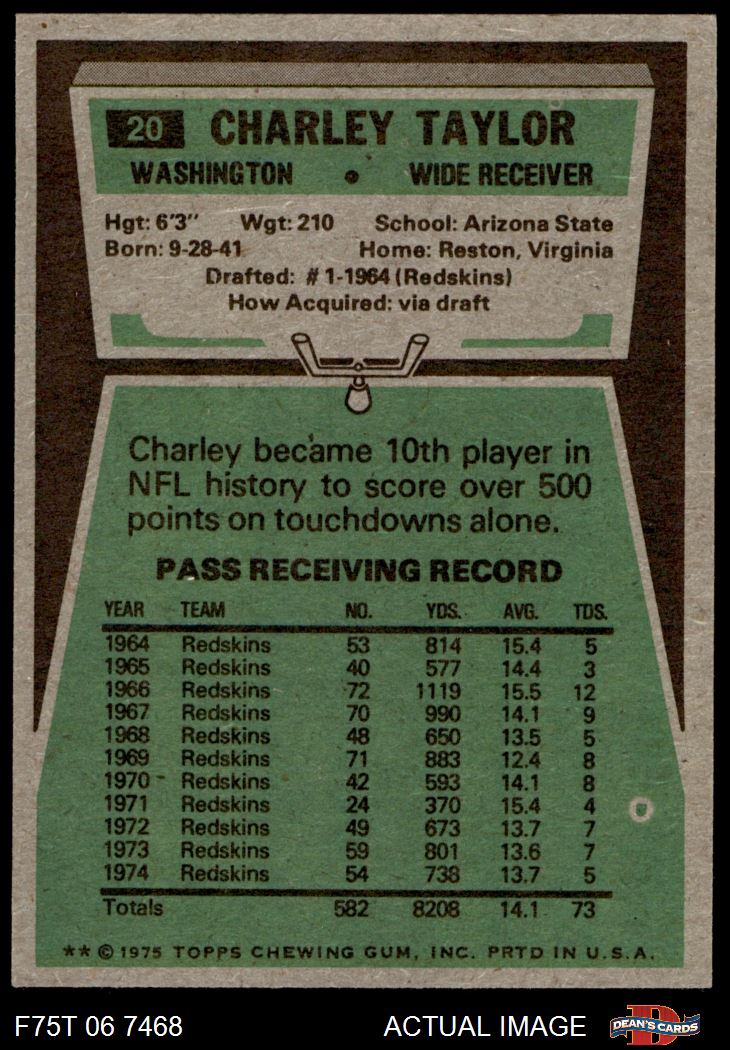 20 CHARLEY TAYLOR
WASHINGTON • WIDE RECEIVER
Hgt: 6'3" Wgt: 210 School: Arizona State
Born: 9-28-41 Home: Reston, Virginia
Drafted: #1-1964 (Redskins)
How Acquired: via draft
Charley became 10th player in
NFL history to score over 500
points on touchdowns alone.
PASS RECEIVING RECORD
YEAR TEAM NO. YDS. AVG. TDS.
1964 Redskins 53 814 15.4 5
1965 Redskins 40 577 14.4 3
1966 Redskins 72 1119 15.5 12
1967 Redskins 70 990 14.1 9
1968 Redskins 48 650 13.5 5
1969 Redskins 71 883 12.4 8
1970 Redskins 42 593 14.1 8
1971 Redskins 24 370 15.4 4
1972 Redskins 49 673 13.7 7
1973 Redskins 59 801 13.6 7
1974 Redskins 54 738 13.7 5
Totals 582 8208 14.1 73
** © 1975 TOPPS CHEWING GUM, INC. PRTD IN U.S.A.
F75T 06 7468 ACTUAL IMAGE D DEAN'S CARDS